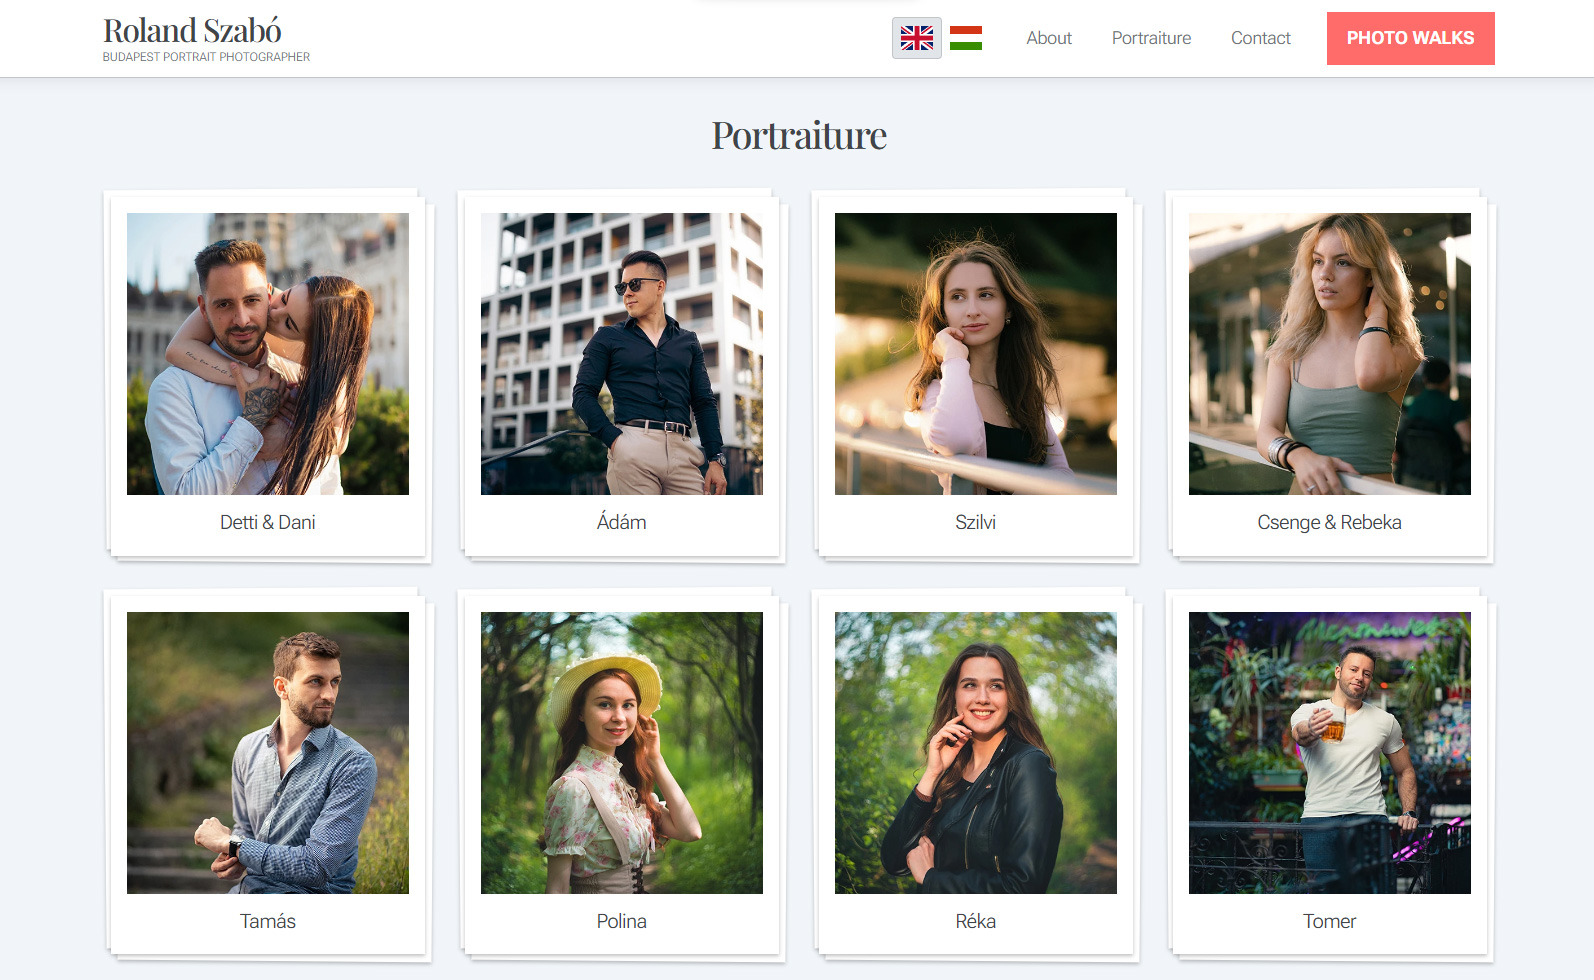 Roland Szabó
BUDAPEST PORTRAIT PHOTOGRAPHER
About
Portraiture
Contact
PHOTO WALKS
Portraiture
Detti & Dani
Ádám
Szilvi
Csenge & Rebeka
Tamás
Polina
Réka
Tomer